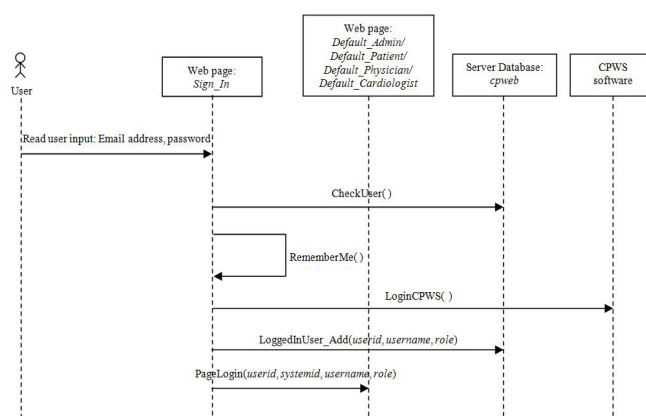 Web page:
Default_Admin/
Default_Patient/
Default_Physician/
Default_Cardiologist
Web page:
Sign_In
Server Database:
cpweb
CPWS
software
User
Read user input: Email address, password
CheckUser( )
RememberMe( )
LoginCPWS( )
LoggedInUser_Add(userid, username, role)
PageLogin(userid, systemid, username, role)